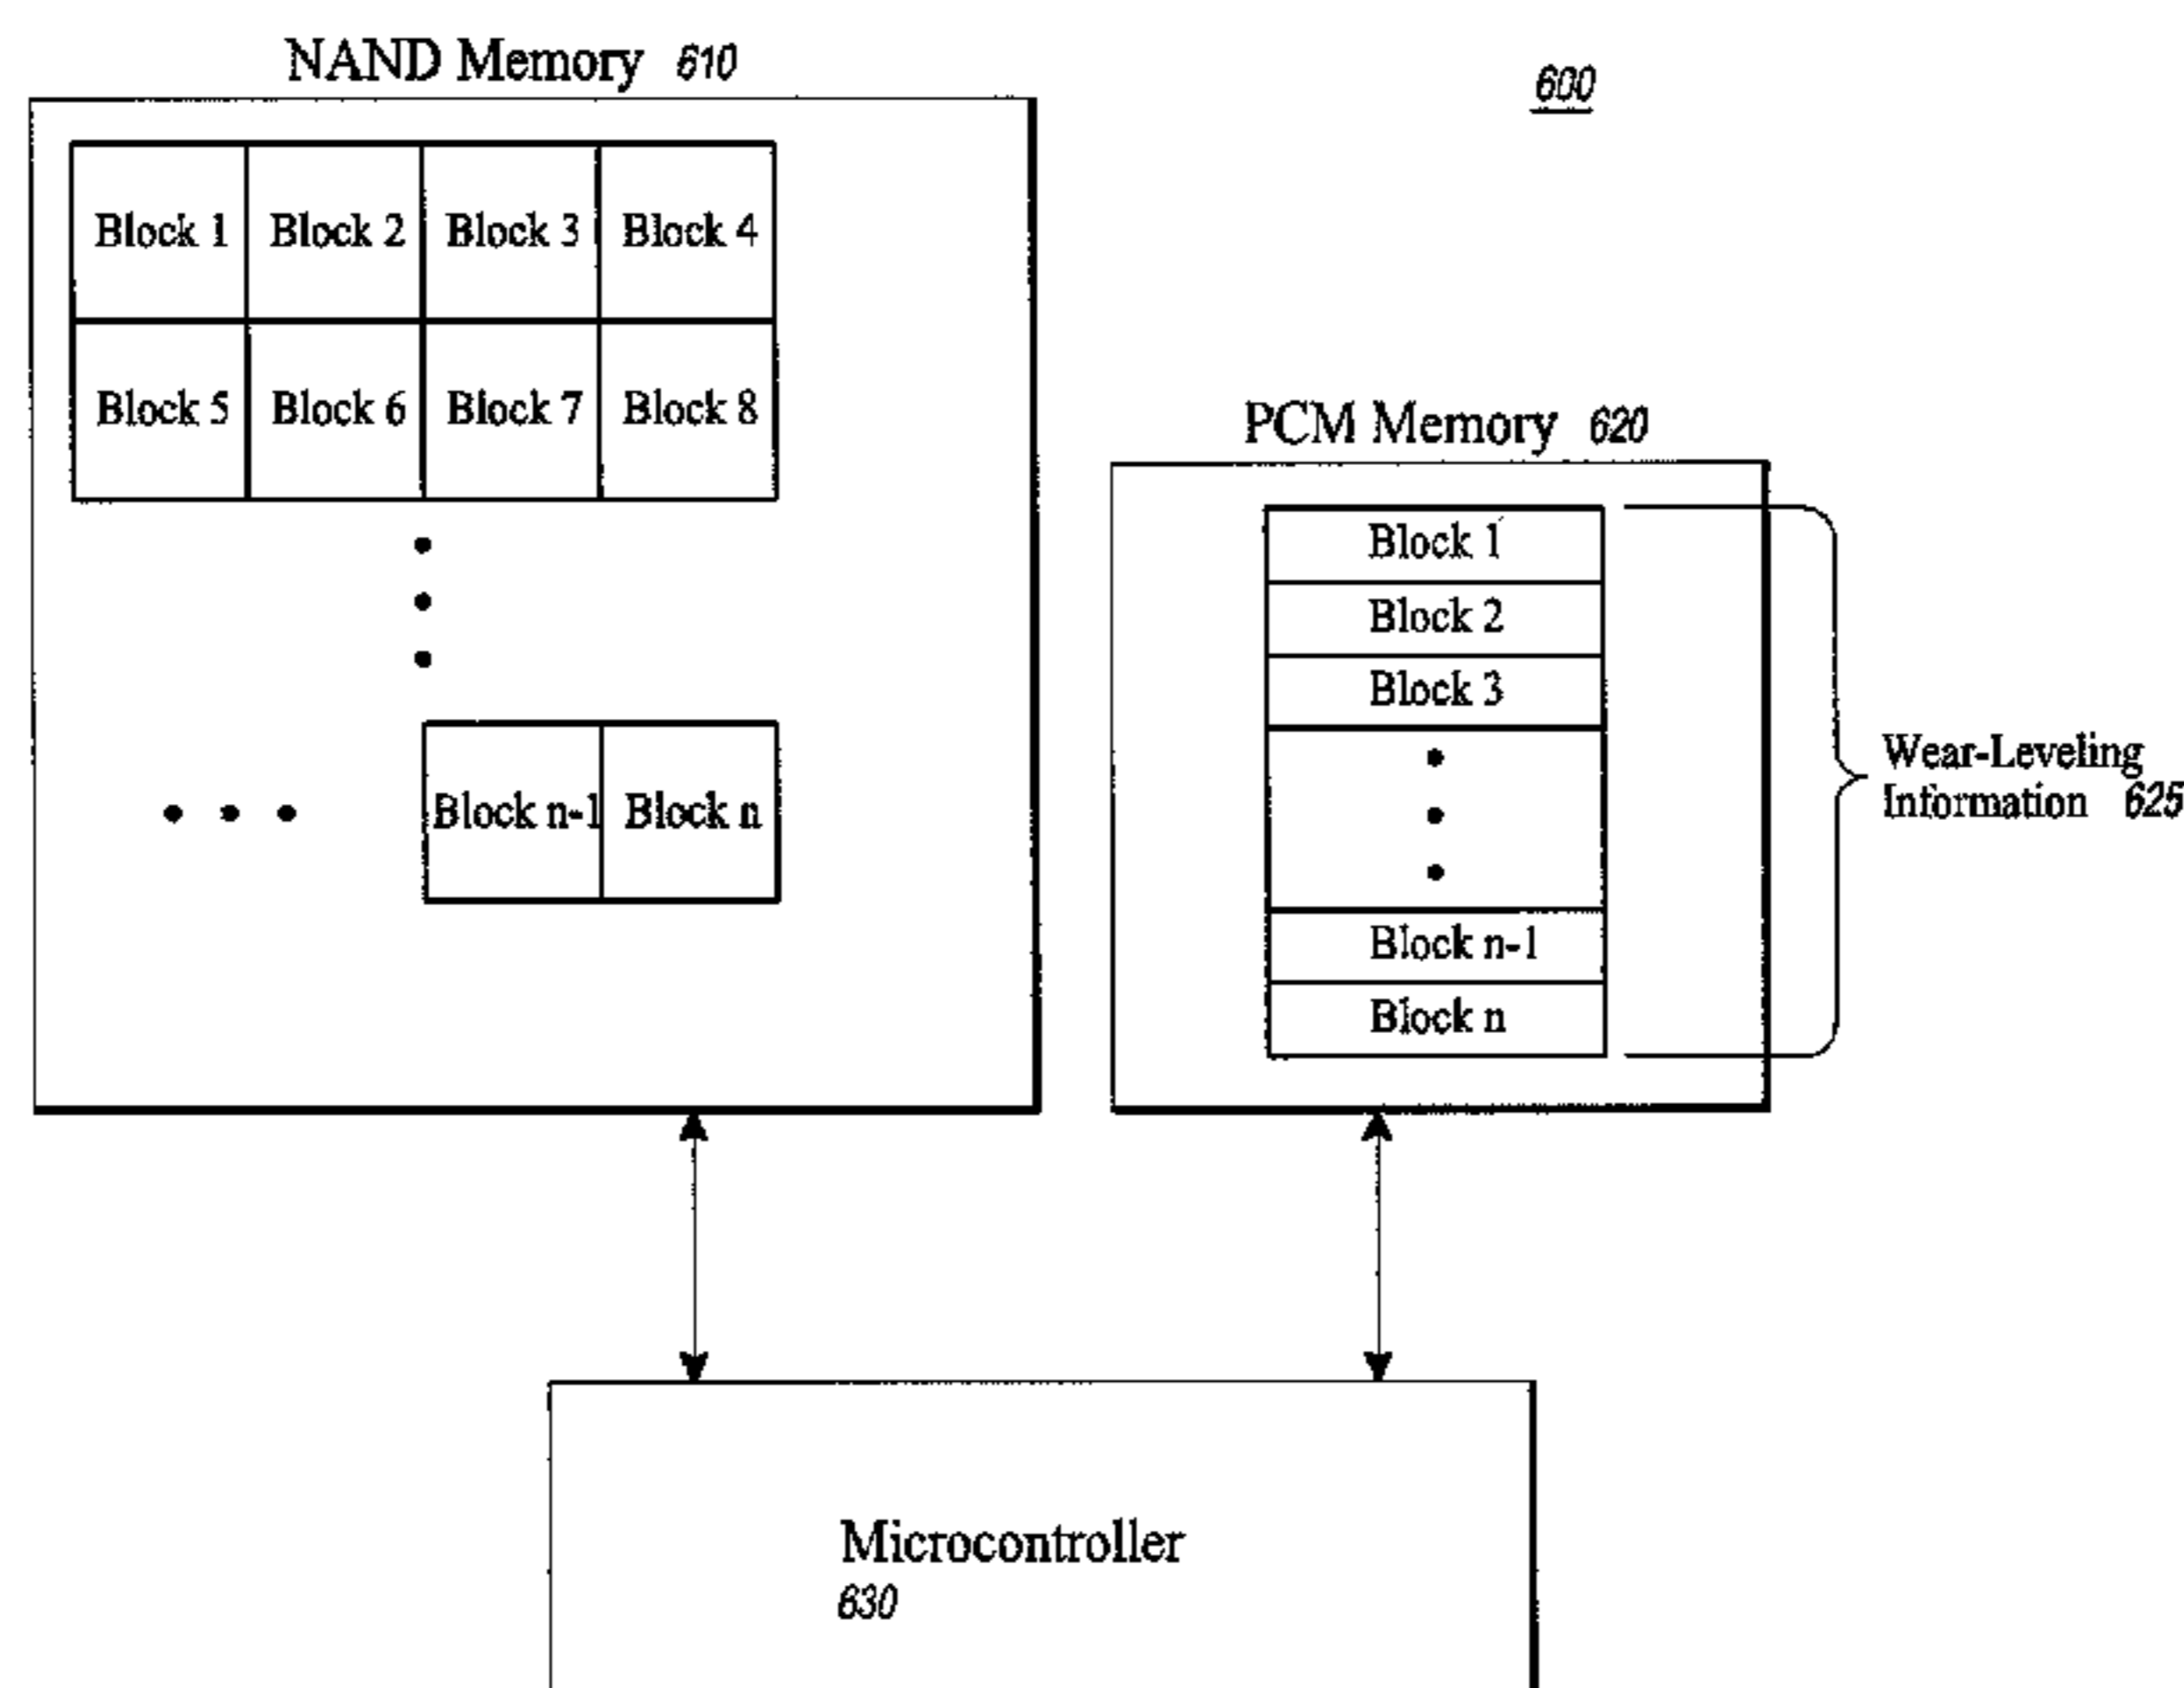 NAND Memory 610
600
Block 1 Block 2 Block 3 Block 4
Block 5 Block 6 Block 7 Block 8
Block n-1 Block n
PCM Memory 620
Block 1
Block 2
Block 3
Block n-1
Block n
Wear-Leveling
Information 625
Microcontroller
630